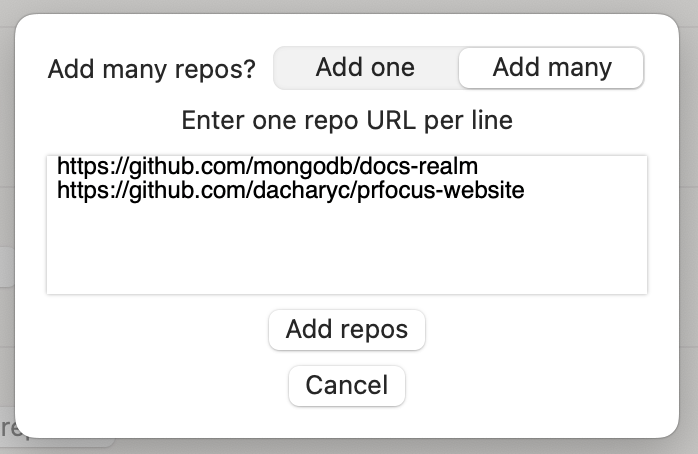 Add many repos? Add one Add many
Enter one repo URL per line
https://github.com/mongodb/docs-realm
https://github.com/dacharyc/prfocus-website
Add repos
Cancel